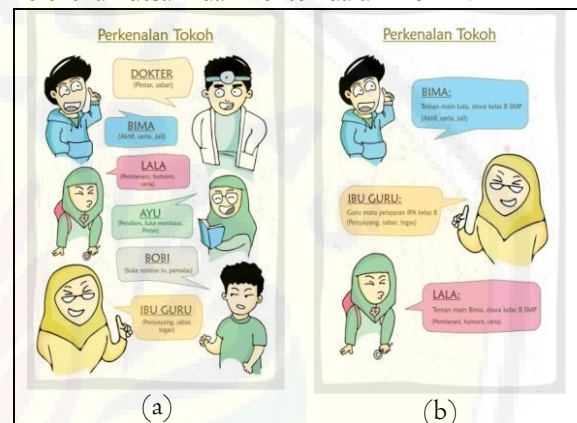 Perkenalan Tokoh
DOKTER
(Pintar, sabar)
BIMA
(Aktif, ceria, jail)
LALA
(Pemberani, humoris,
ceria)
AYU
(Pendiam, suka membaca,
Pintar)
BOBI
(Suka nonton tv, pemalas)
IBU GURU
(Penyayang, sabar,
tegas)
(a)
Perkenalan Tokoh
BIMA:
Teman main Lala, siswa kelas 8 SMP
(Aktif, ceria, jail)
IBU GURU:
Guru mata pelajaran IPA kelas 8
(Penyayang, sabar, tegas)
LALA:
Teman main Bima, siswa kelas 8 SMP
(Pemberani, humoris, ceria)
(b)